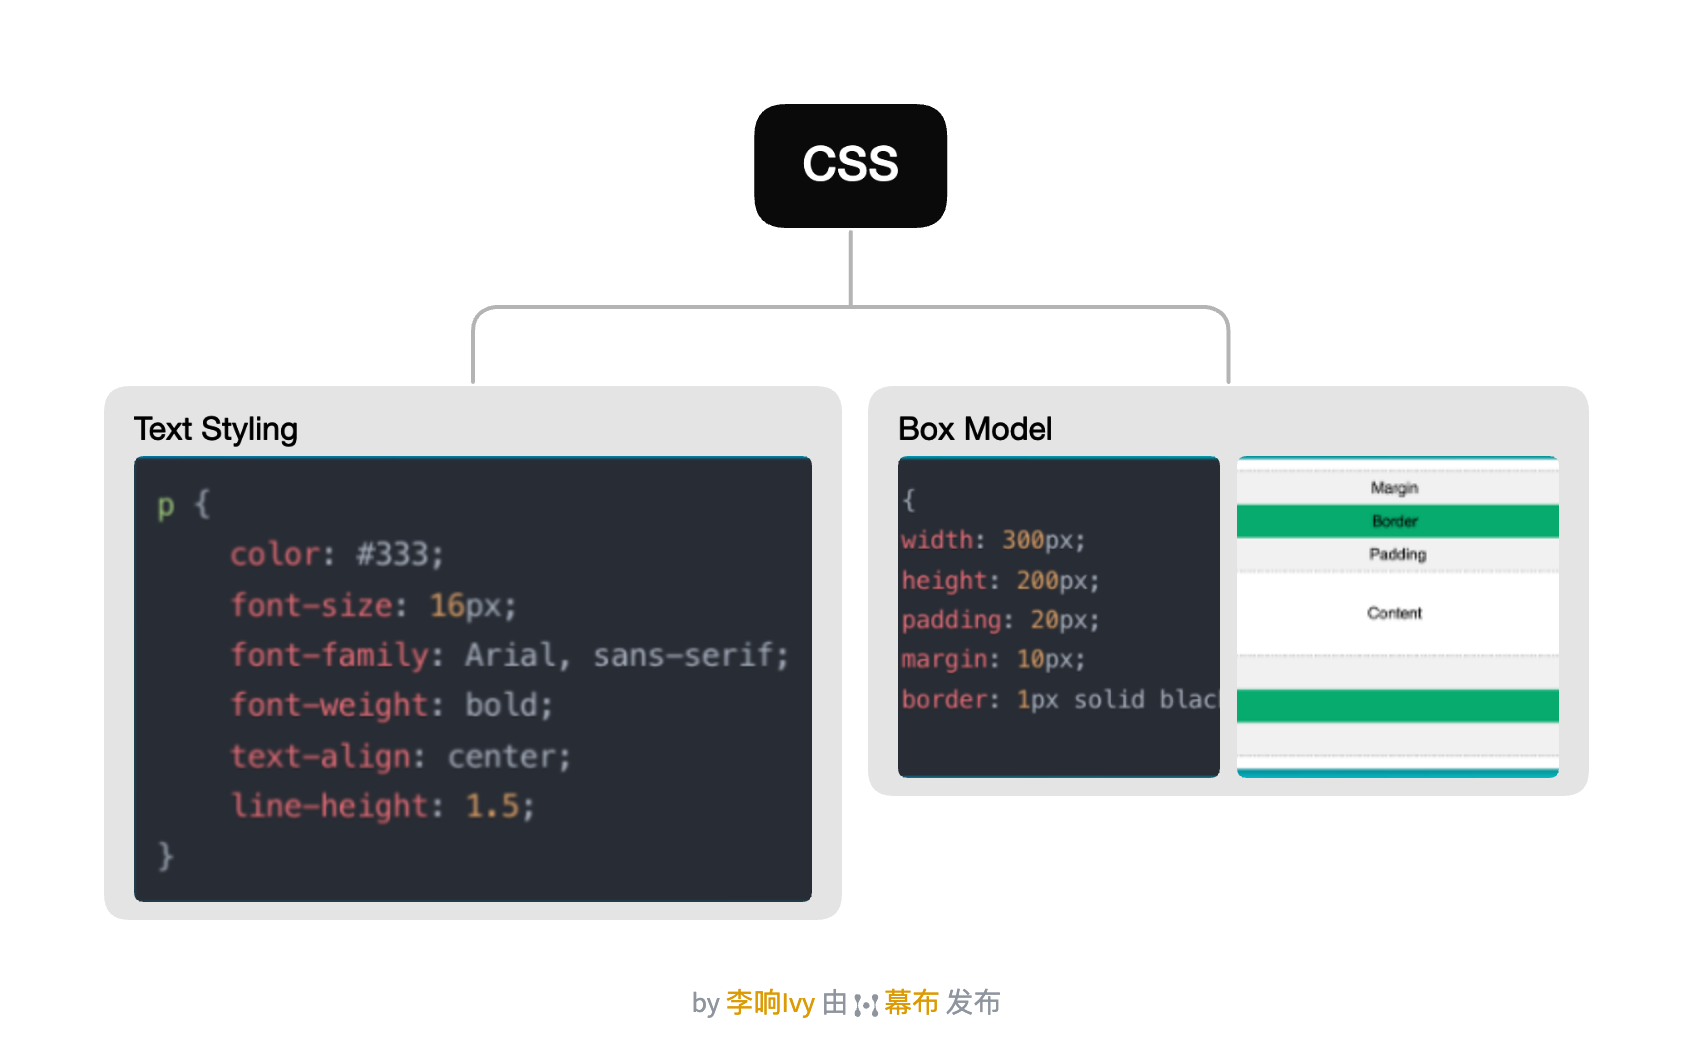 CSS
Text Styling
p {
color: #333;
font-size: 16px;
font-family: Arial, sans-serif;
font-weight: bold;
text-align: center;
line-height: 1.5;
}
Box Model
{
width: 300px;
height: 200px;
padding: 20px;
margin: 10px;
border: 1px solid blac
Margin
Border
Padding
Content
by 李响Ivy 由 幕布 发布